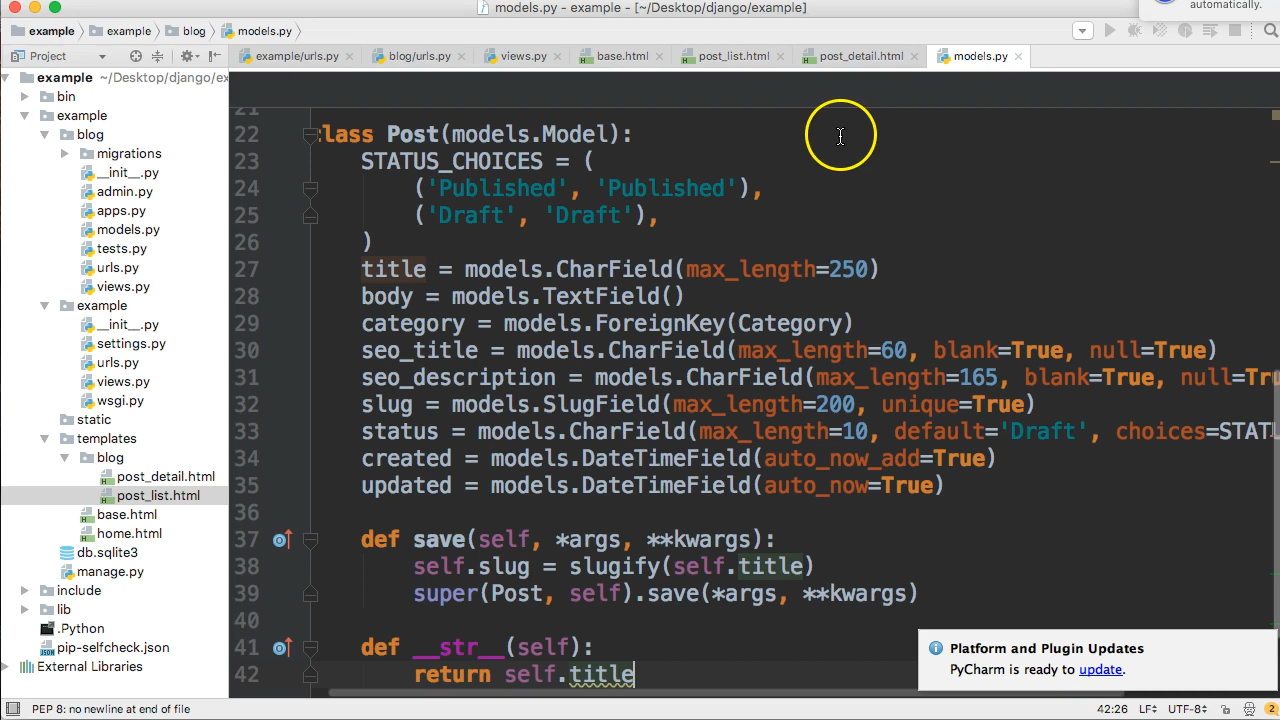 models.py - example - [~/Desktop/django/example]
automatically.
example example blog models.py
Project example/urls.py blog/urls.py views.py base.html post_list.html post_detail.html models.py
example ~/Desktop/django/ex
bin
example
blog
migrations
__init__.py
admin.py
apps.py
models.py
tests.py
urls.py
views.py
example
__init__.py
settings.py
urls.py
views.py
wsgi.py
static
templates
blog
post_detail.html
post_list.html
base.html
home.html
db.sqlite3
manage.py
include
lib
.Python
pip-selfcheck.json
External Libraries
21
22 class Post(models.Model):
23 STATUS_CHOICES = (
24 ('Published', 'Published'),
25 ('Draft', 'Draft'),
26 )
27 title = models.CharField(max_length=250)
28 body = models.TextField()
29 category = models.ForeignKey(Category)
30 seo_title = models.CharField(max_length=60, blank=True, null=True)
31 seo_description = models.CharField(max_length=165, blank=True, null=Tr
32 slug = models.SlugField(max_length=200, unique=True)
33 status = models.CharField(max_length=10, default='Draft', choices=STAT
34 created = models.DateTimeField(auto_now_add=True)
35 updated = models.DateTimeField(auto_now=True)
36
37 def save(self, *args, **kwargs):
38 self.slug = slugify(self.title)
39 super(Post, self).save(*args, **kwargs)
40
41 def __str__(self):
42 return self.title
Platform and Plugin Updates
PyCharm is ready to update.
PEP 8: no newline at end of file 42:26 LF UTF-8 2